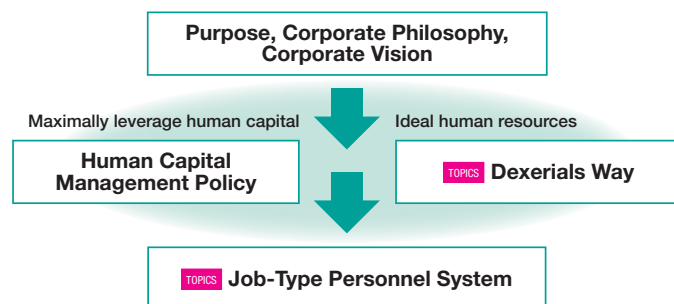 Purpose, Corporate Philosophy,
Corporate Vision
Maximally leverage human capital
Ideal human resources
Human Capital
Management Policy
TOPICS Dexerials Way
TOPICS Job-Type Personnel System